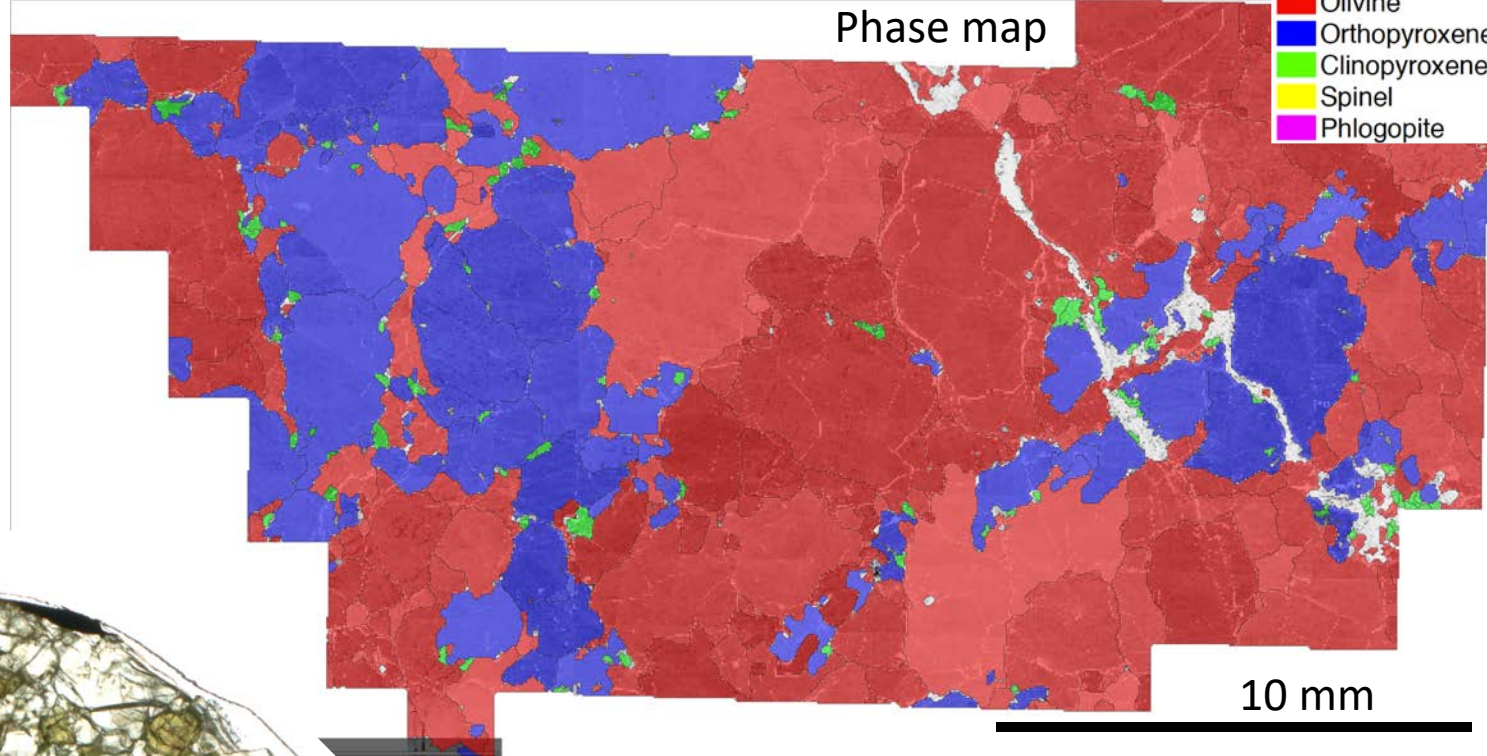 Phase map
Olivine
Orthopyroxene
Clinopyroxene
Spinel
Phlogopite
10 mm